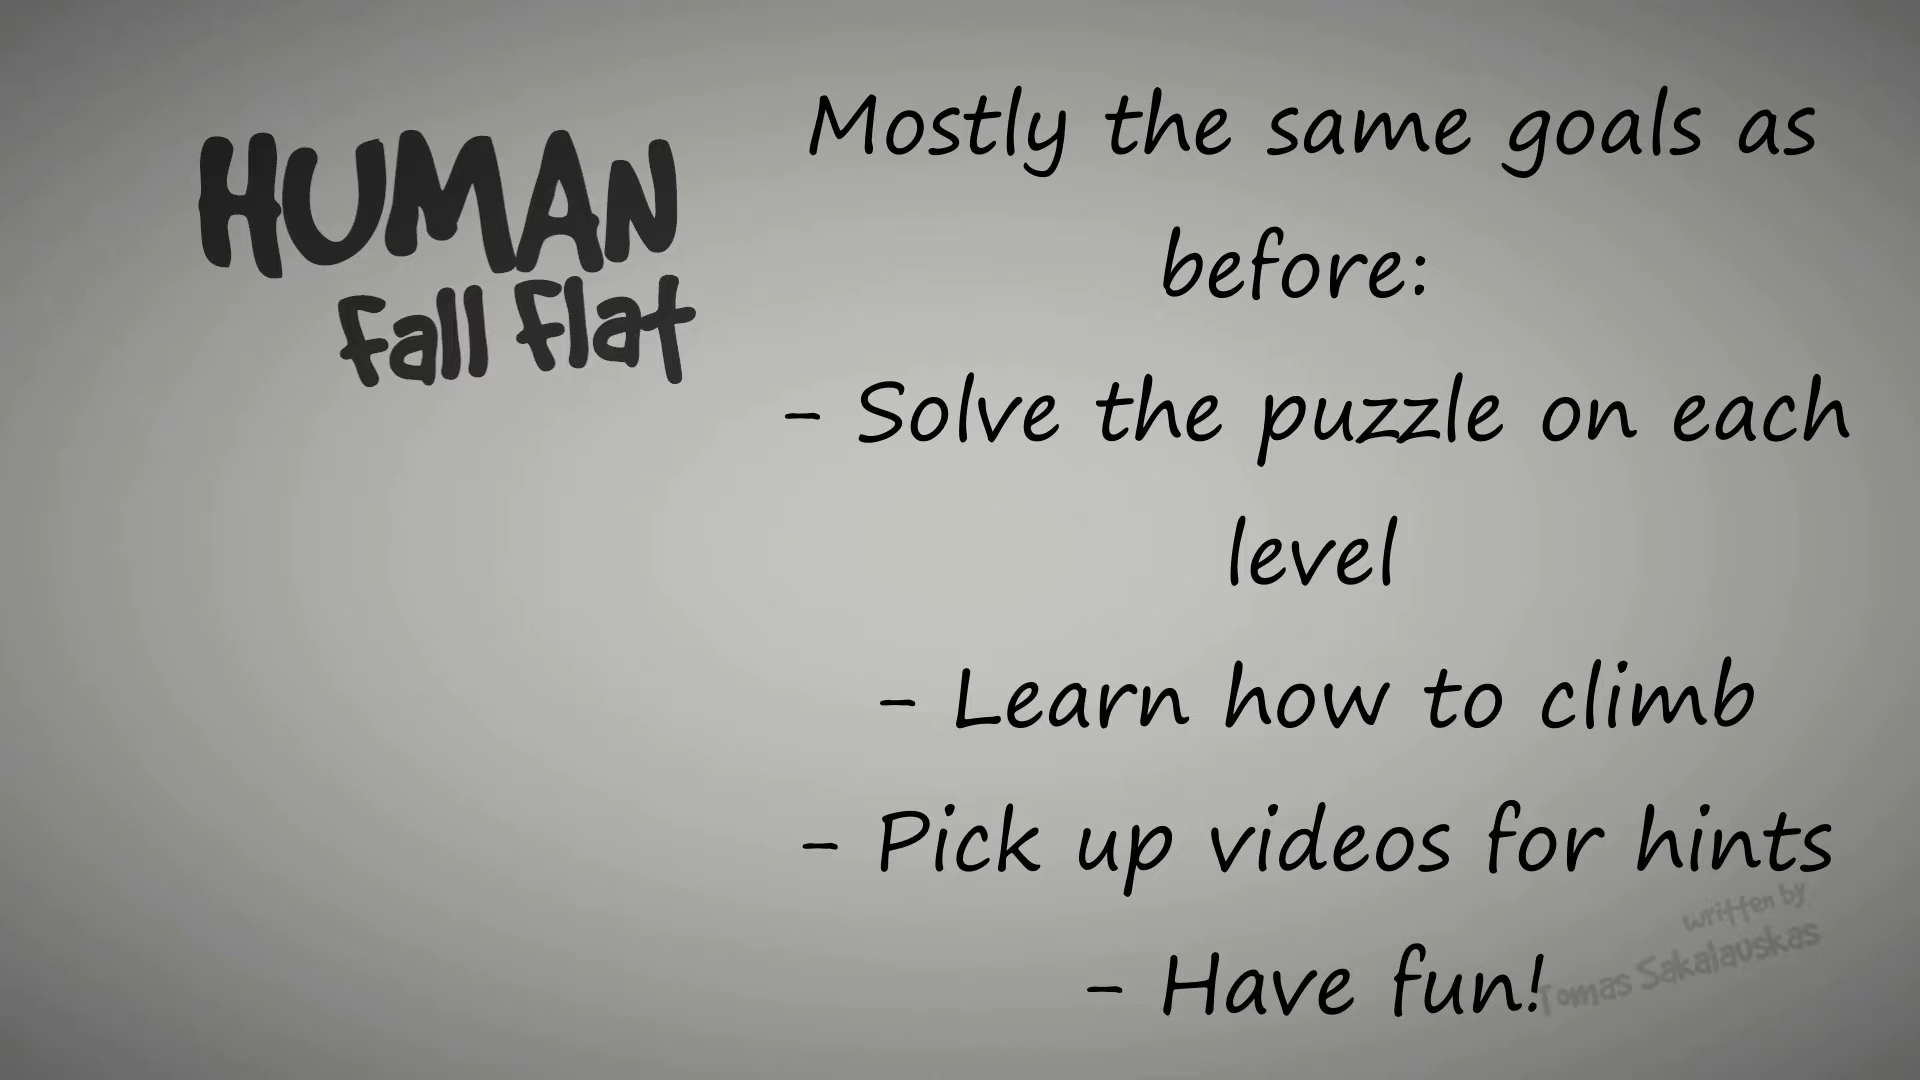 HUMAN
fall flat
Mostly the same goals as
before:
- Solve the puzzle on each
level
- Learn how to climb
- Pick up videos for hints
- Have fun!
written by
Tomas Sakalauskas